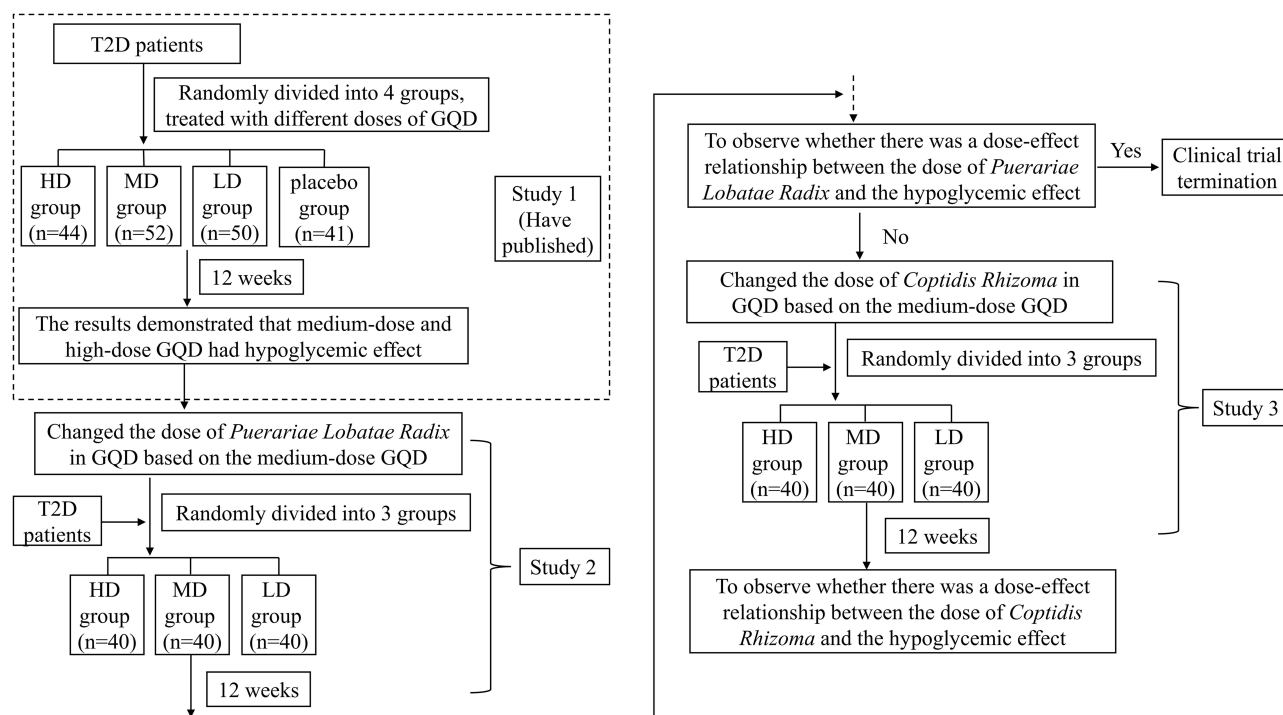 T2D patients
Randomly divided into 4 groups,
treated with different doses of GQD
HD
group
(n=44)
MD
group
(n=52)
LD
group
(n=50)
placebo
group
(n=41)
Study 1
(Have
published)
12 weeks
The results demonstrated that medium-dose and
high-dose GQD had hypoglycemic effect
Changed the dose of Puerariae Lobatae Radix
in GQD based on the medium-dose GQD
T2D
patients
Randomly divided into 3 groups
HD
group
(n=40)
MD
group
(n=40)
LD
group
(n=40)
Study 2
12 weeks
To observe whether there was a dose-effect
relationship between the dose of Puerariae
Lobatae Radix and the hypoglycemic effect
Yes
Clinical trial
termination
No
Changed the dose of Coptidis Rhizoma in
GQD based on the medium-dose GQD
T2D
patients
Randomly divided into 3 groups
HD
group
(n=40)
MD
group
(n=40)
LD
group
(n=40)
Study 3
12 weeks
To observe whether there was a dose-effect
relationship between the dose of Coptidis
Rhizoma and the hypoglycemic effect